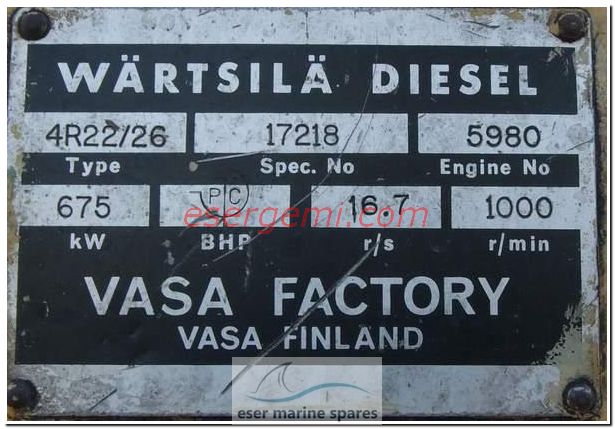 WÄRTSILÄ DIESEL
4R22/26 17218 5980
Type Spec. No Engine No
675 PC 16.7 1000
esergemi.com
kW BHP r/s r/min
VASA FACTORY
VASA FINLAND
eser marine spares